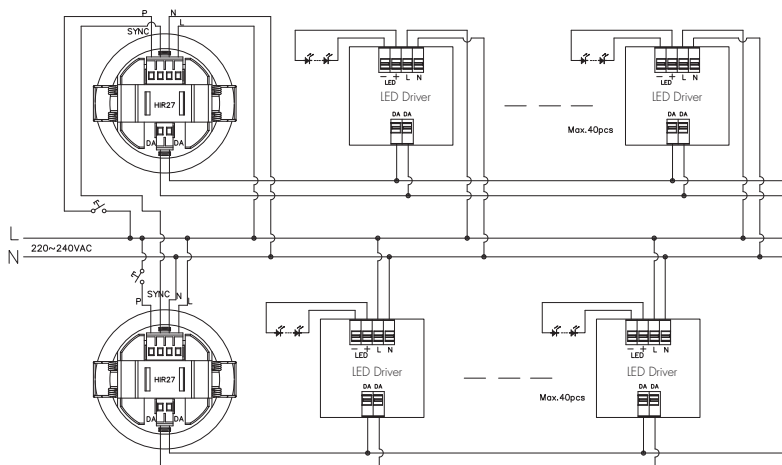 P
N
L
SYNC
HIR27
DA
DA
LED
L
N
LED Driver
DA DA
Max.40pcs
LED
L
N
LED Driver
DA DA
L
220~240VAC
N
SYNC
P
N
L
HIR27
DA
DA
LED
L
N
LED Driver
DA DA
Max.40pcs
LED
L
N
LED Driver
DA DA